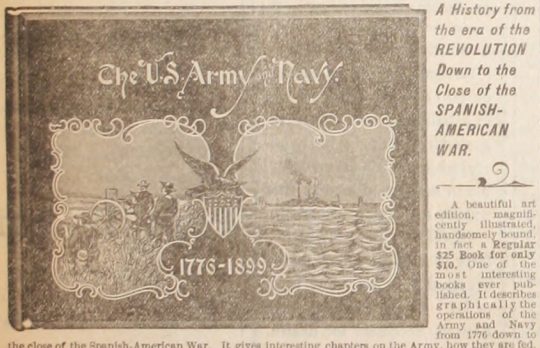 The U.S. Army and Navy.
1776-1899
A History from
the era of the
REVOLUTION
Down to the
Close of the
SPANISH-
AMERICAN
WAR.
A beautiful art
edition, magnifi-
cently illustrated,
handsomely bound,
in fact a Regular
$25 Book for only
$10. One of the
most interesting
books ever pub-
lished. It describes
graphically the
operations of the
Army and Navy
from 1776 down to
the close of the Spanish-American War. It gives interesting chapters on the Army, how they are fed,